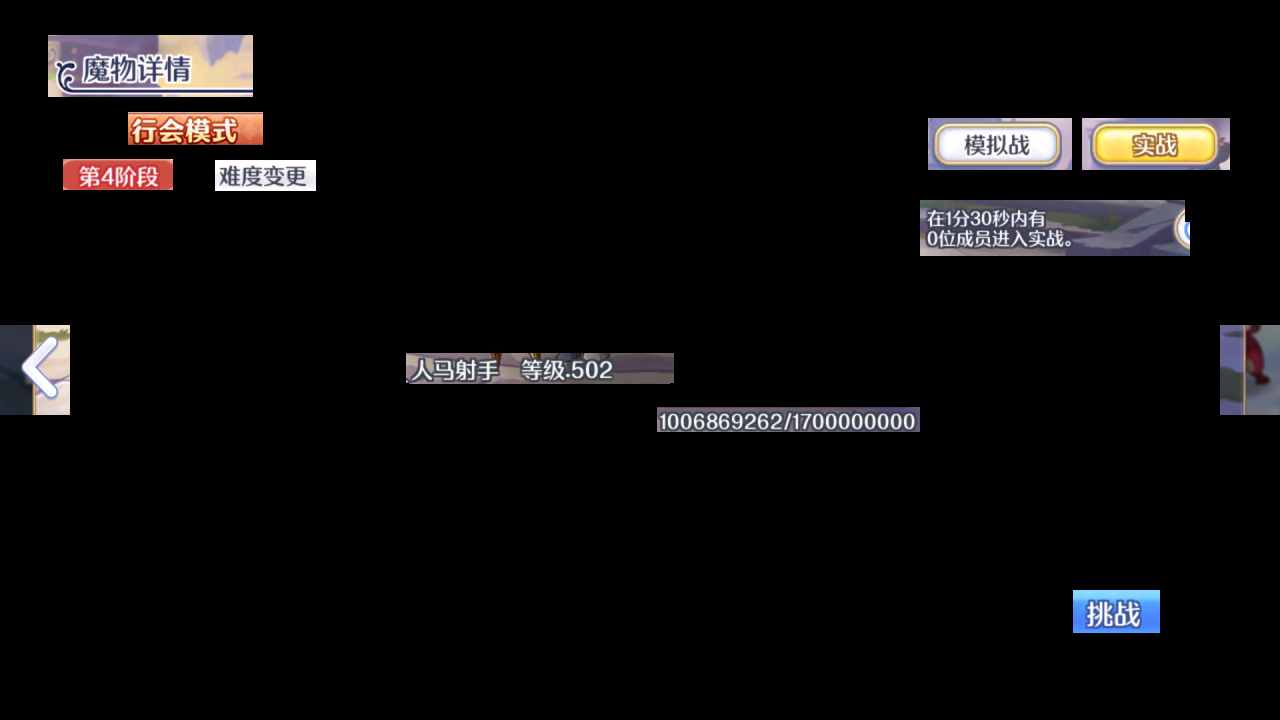 魔物详情
行会模式
第4阶段
难度变更
模拟战
实战
在1分30秒内有
0位成员进入实战。
人马射手 等级.502
1006869262/1700000000
挑战